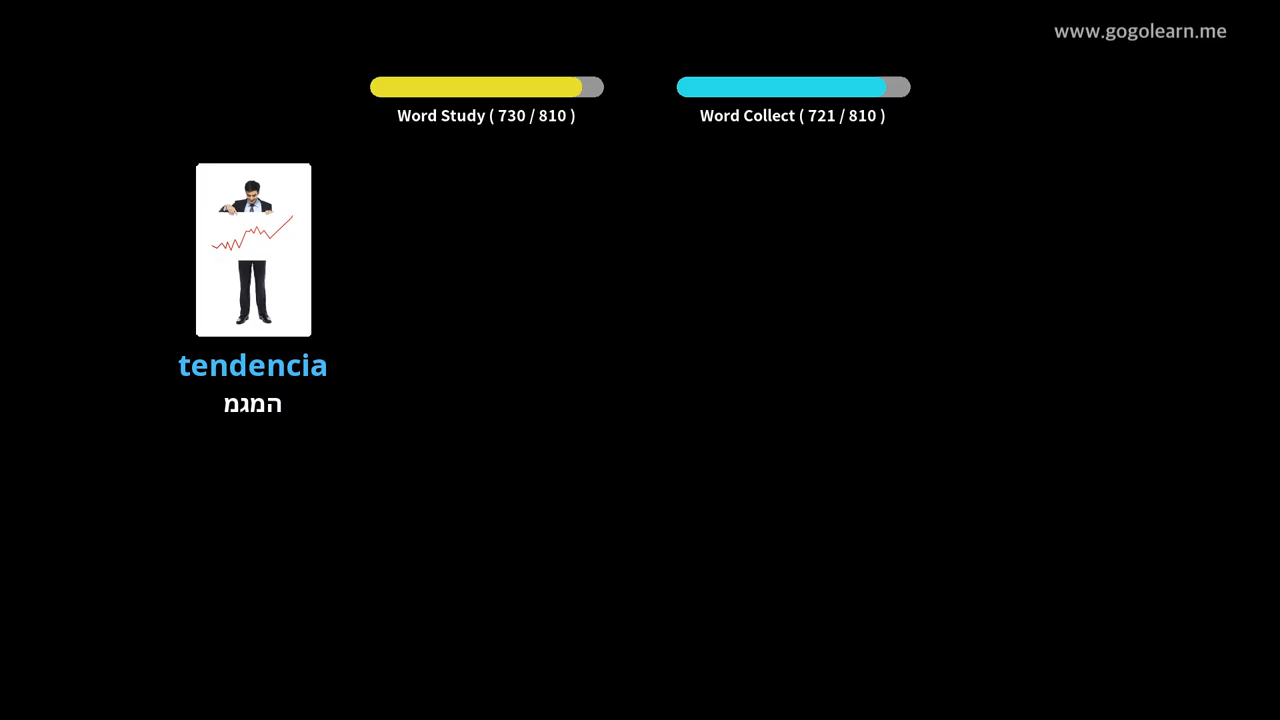 www.gogolearn.me
Word Study ( 730 / 810 )
Word Collect ( 721 / 810 )
tendencia
המגמ